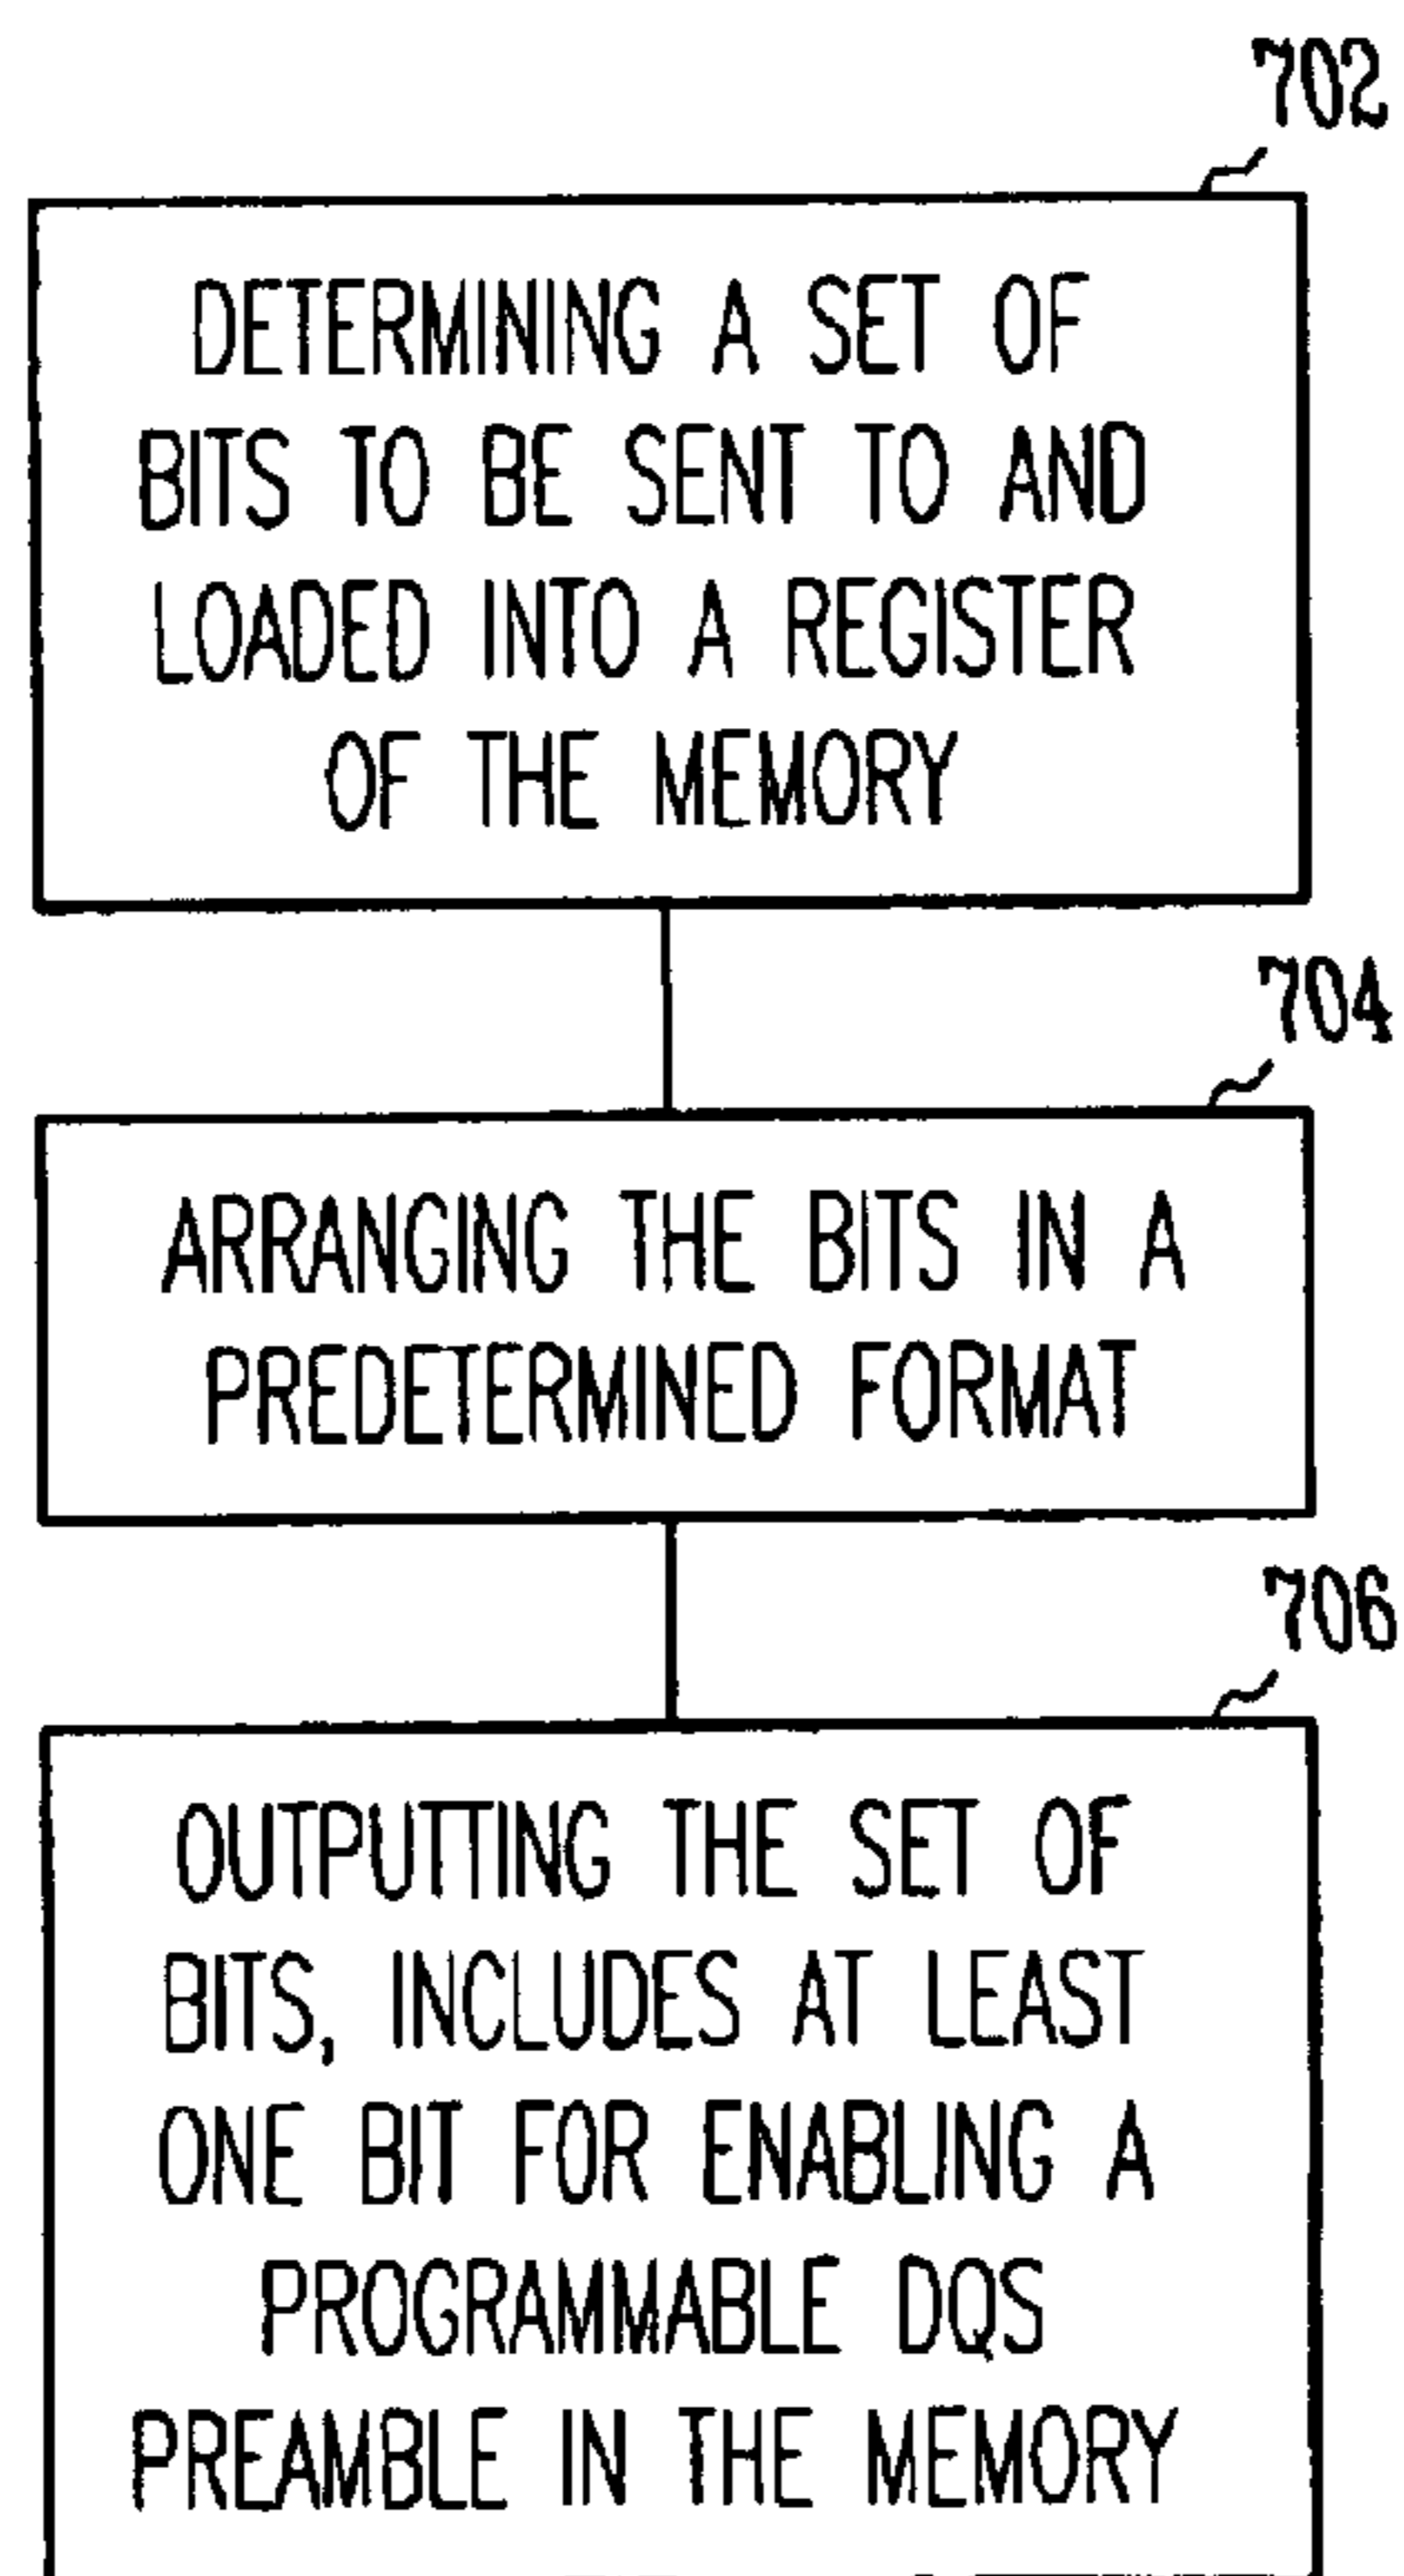 702
DETERMINING A SET OF
BITS TO BE SENT TO AND
LOADED INTO A REGISTER
OF THE MEMORY
704
ARRANGING THE BITS IN A
PREDETERMINED FORMAT
706
OUTPUTTING THE SET OF
BITS, INCLUDES AT LEAST
ONE BIT FOR ENABLING A
PROGRAMMABLE DQS
PREAMBLE IN THE MEMORY